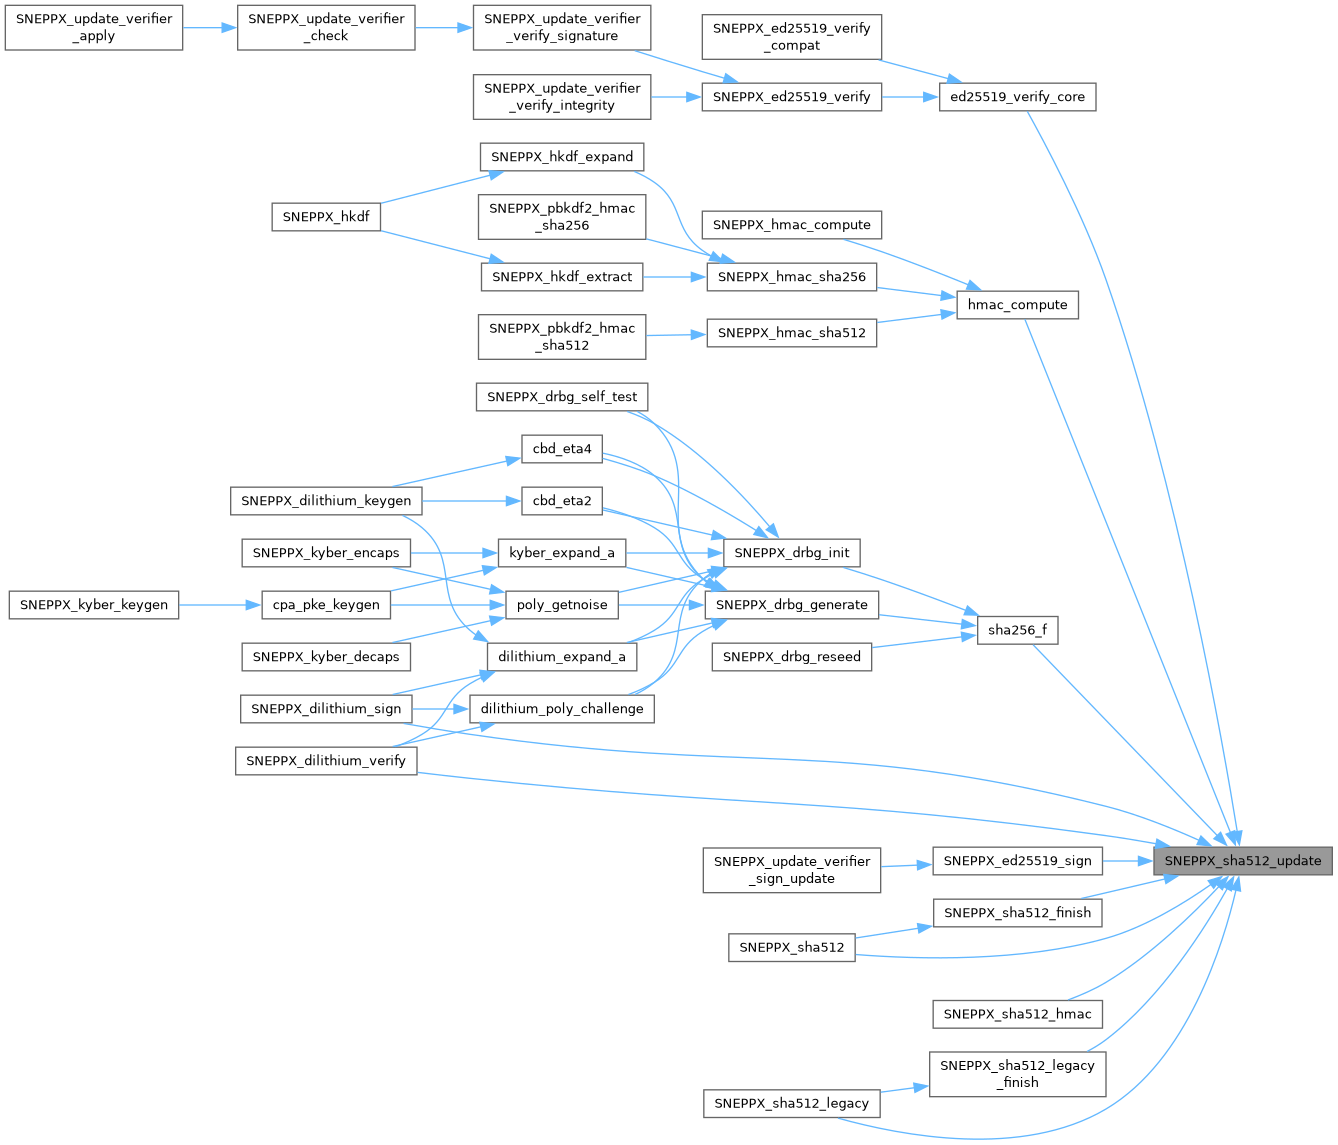 SNEPPX_update_verifier
_apply
SNEPPX_update_verifier
_check
SNEPPX_update_verifier
_verify_signature
SNEPPX_ed25519_verify
_compat
SNEPPX_update_verifier
_verify_integrity
SNEPPX_ed25519_verify
ed25519_verify_core
SNEPPX_hkdf_expand
SNEPPX_hkdf
SNEPPX_pbkdf2_hmac
_sha256
SNEPPX_hmac_compute
SNEPPX_hkdf_extract
SNEPPX_hmac_sha256
hmac_compute
SNEPPX_pbkdf2_hmac
_sha512
SNEPPX_hmac_sha512
SNEPPX_drbg_self_test
cbd_eta4
SNEPPX_dilithium_keygen
cbd_eta2
SNEPPX_kyber_encaps
kyber_expand_a
SNEPPX_drbg_init
SNEPPX_kyber_keygen
cpa_pke_keygen
poly_getnoise
SNEPPX_drbg_generate
sha256_f
SNEPPX_kyber_decaps
dilithium_expand_a
SNEPPX_drbg_reseed
SNEPPX_dilithium_sign
dilithium_poly_challenge
SNEPPX_dilithium_verify
SNEPPX_update_verifier
_sign_update
SNEPPX_ed25519_sign
SNEPPX_sha512_update
SNEPPX_sha512_finish
SNEPPX_sha512
SNEPPX_sha512_hmac
SNEPPX_sha512_legacy
_finish
SNEPPX_sha512_legacy